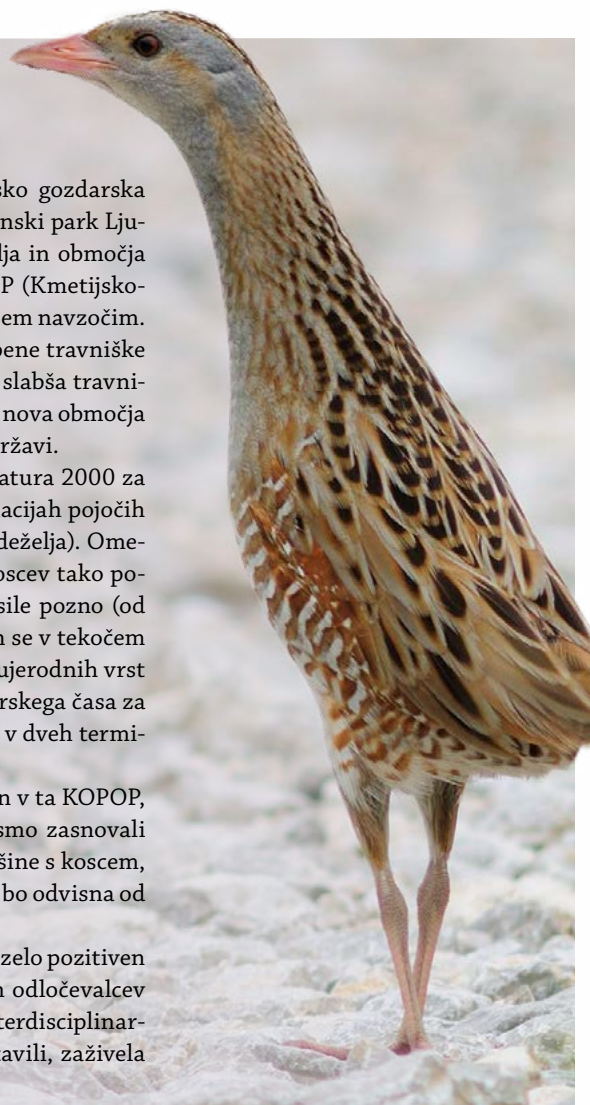 sko gozdarska
nski park Lju-
lja in območja
P (Kmetijsko-
em navzočim.
bene travniške
slabša travni-
nova območja
ržavi.
atura 2000 za
acijah pojočih
deželja). Ome-
oscev tako po-
sile pozno (od
n se v tekočem
ujerodnih vrst
rskega časa za
v dveh termi-
n v ta KOPOP,
smo zasnovali
šine s koscem,
bo odvisna od
zelo pozitiven
n odločevalcev
terdisciplinar-
tavili, zaživela